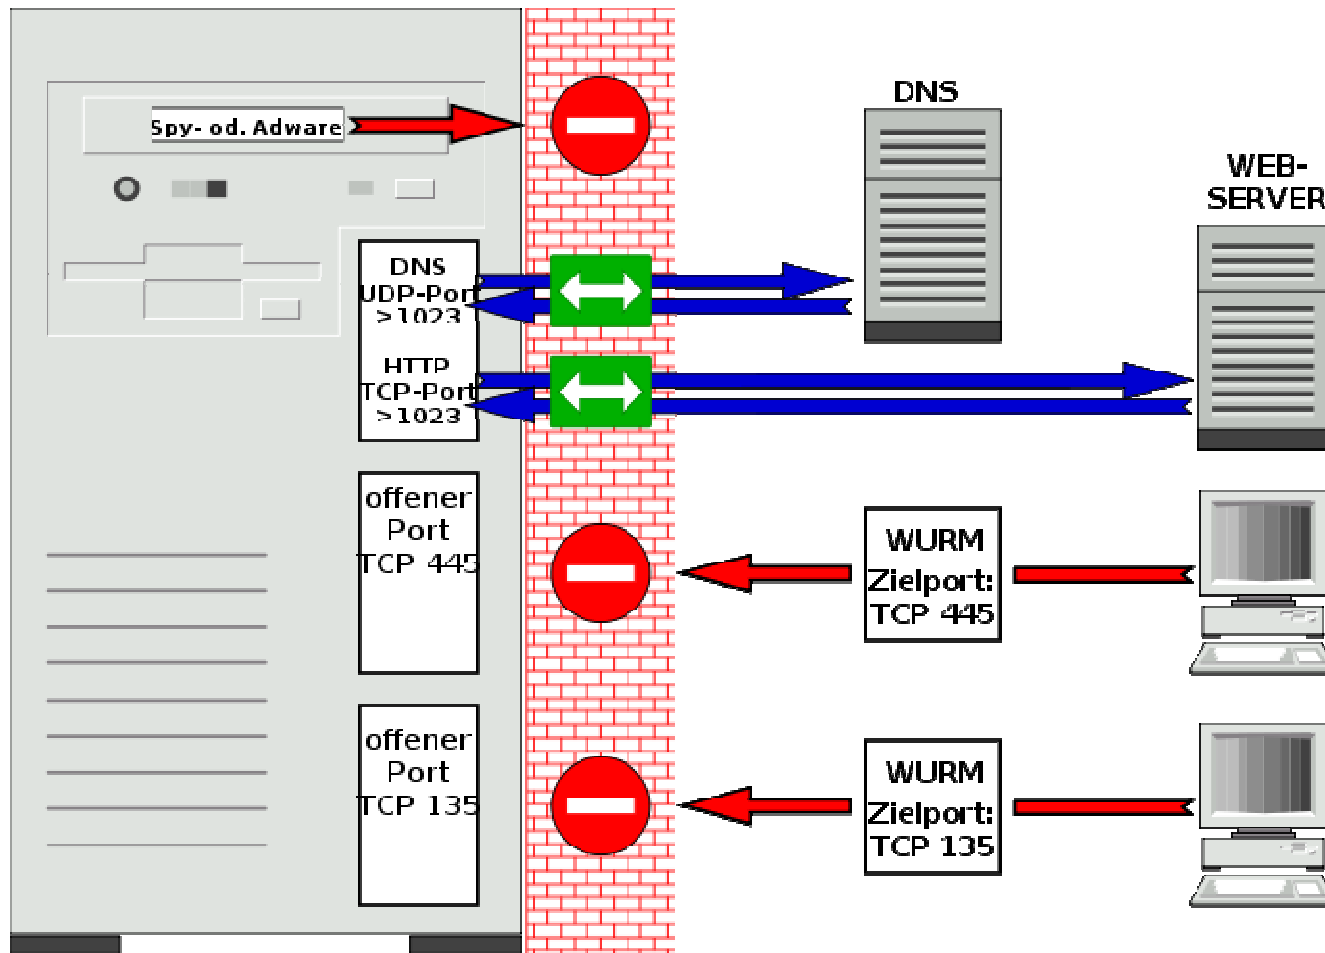 Spy- od. Adware
DNS
WEB-
SERVER
DNS
UDP-Port
>1023
HTTP
TCP-Port
>1023
offener
Port
TCP 445
WURM
Zielport:
TCP 445
offener
Port
TCP 135
WURM
Zielport:
TCP 135